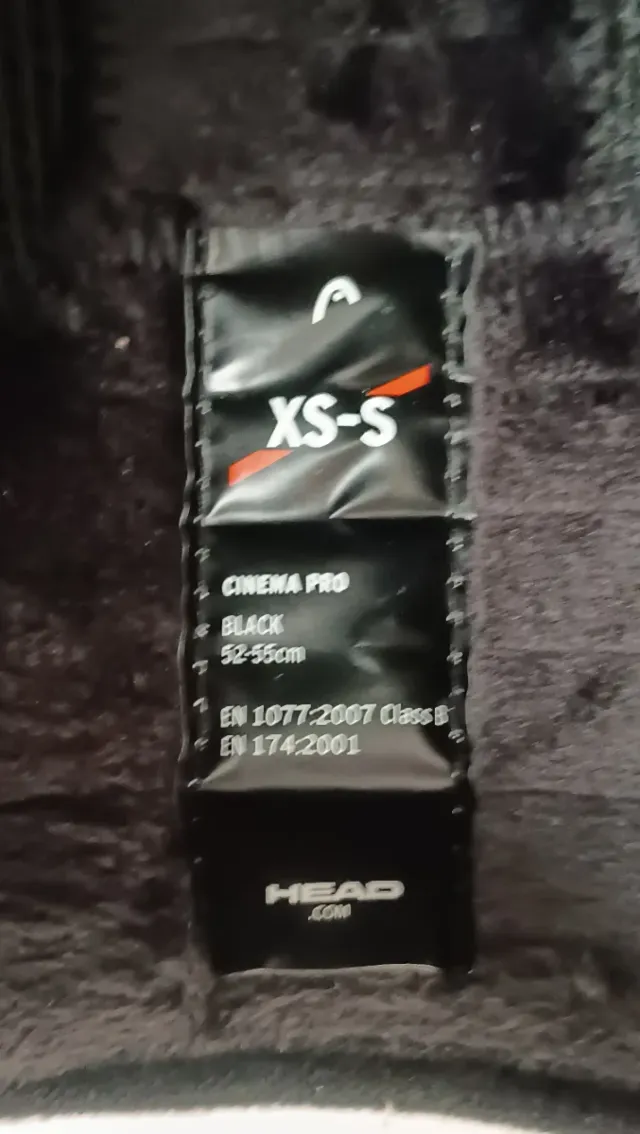 XS-S
CINEMA PRO
BLACK
52-55cm
EN 1077:2007 Class B
EN 174:2001
HEAD
.COM